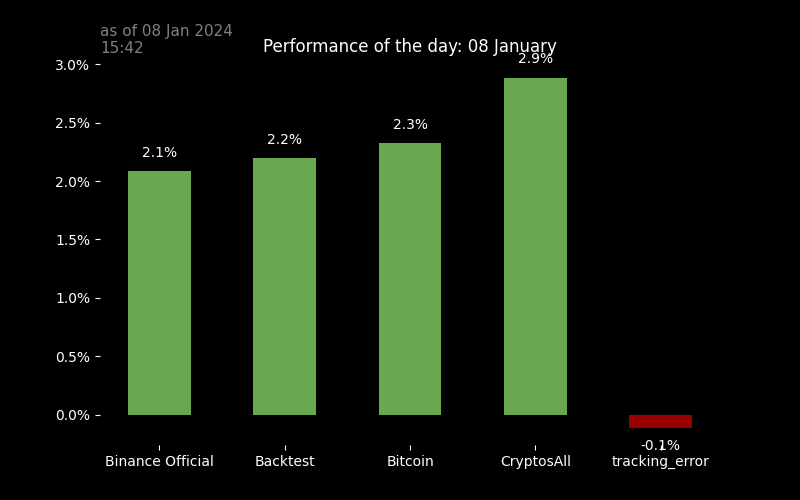 as of 08 Jan 2024
15:42
Performance of the day: 08 January
3.0%
2.5%
2.0%
1.5%
1.0%
0.5%
0.0%
2.1%
2.2%
2.3%
2.9%
-0.1%
Binance Official
Backtest
Bitcoin
CryptosAll
tracking_error